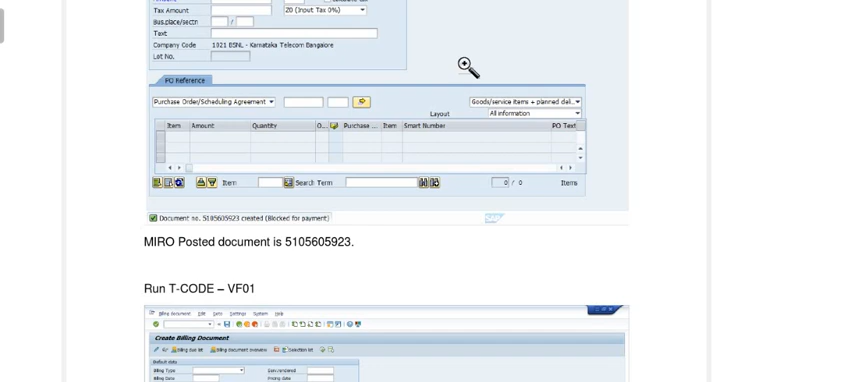 Tax Amount Z0 (Input Tax 0%)
Bus.place/sectn /
Text
Company Code 1021 BSNL - Karnataka Telecom Bangalore
Lot No.
PO Reference
Purchase Order/Scheduling Agreement Goods/service items + planned deli...
Layout All information
Item Amount Quantity O... Purchase ... Item Smart Number PO Text
Item Search Term 0 / 0 Items
Document no. 5105605923 created (Blocked for payment)
SAP
MIRO Posted document is 5105605923.
Run T-CODE – VF01
Billing document Edit Goto Settings System Help
Create Billing Document
Billing due list Billing document overview Selection list
Default data
Billing Type Serv.rendered
Billing Date Pricing date